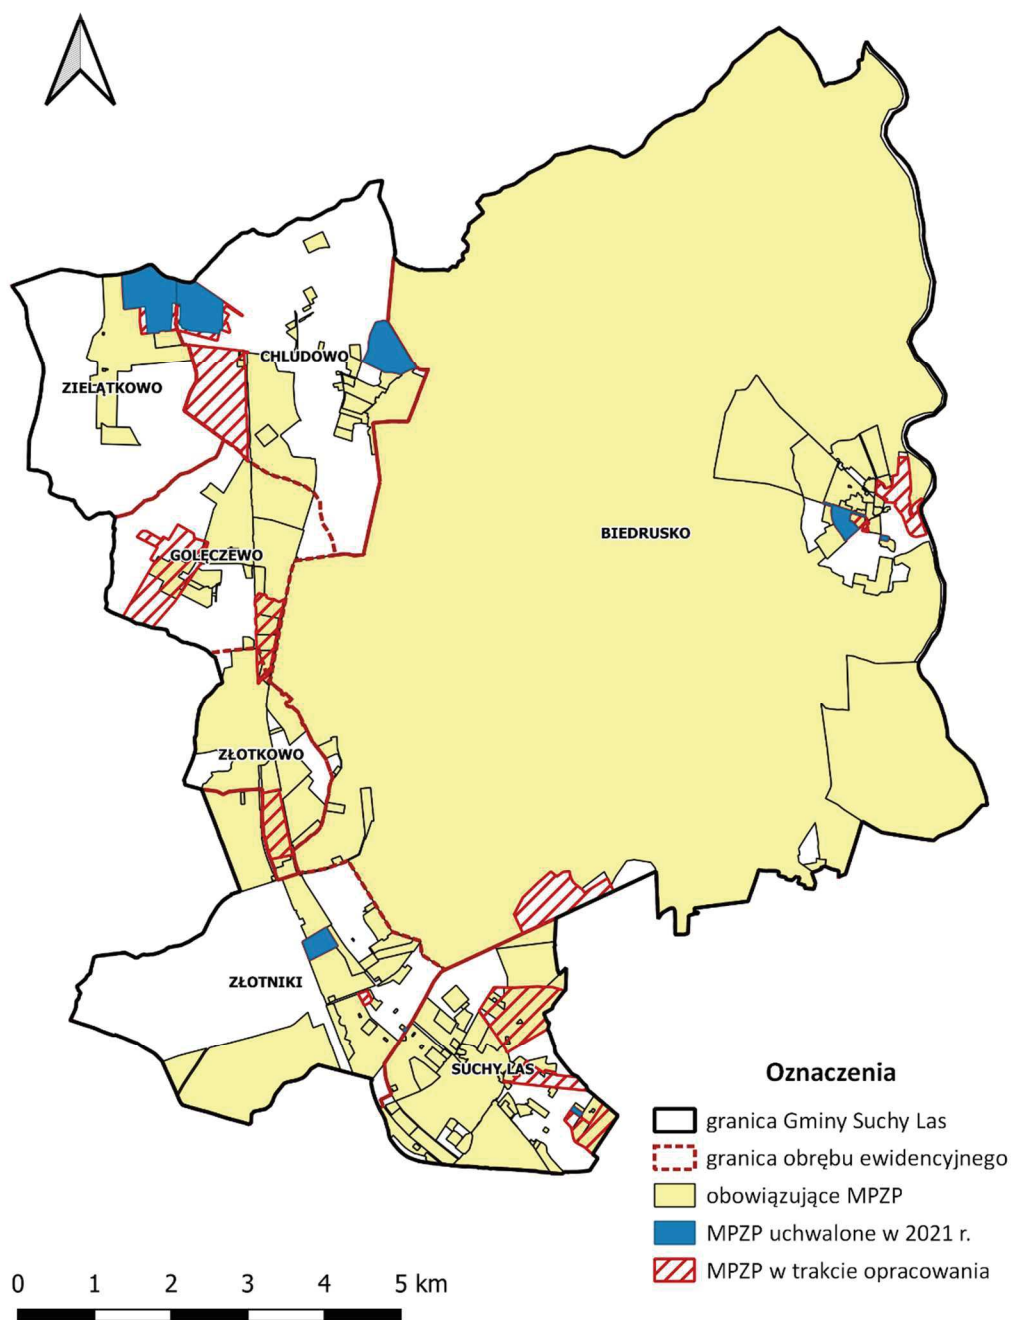 CHLUDOWO
ZIELĄTKOWO
BIEDRUSKO
GOLĘCZEWO
ZŁOTKOWO
ZŁOTNIKI
SUCHY LAS
Oznaczenia
granica Gminy Suchy Las
granica obrębu ewidencyjnego
obowiązujące MPZP
MPZP uchwalone w 2021 r.
MPZP w trakcie opracowania
0 1 2 3 4 5 km